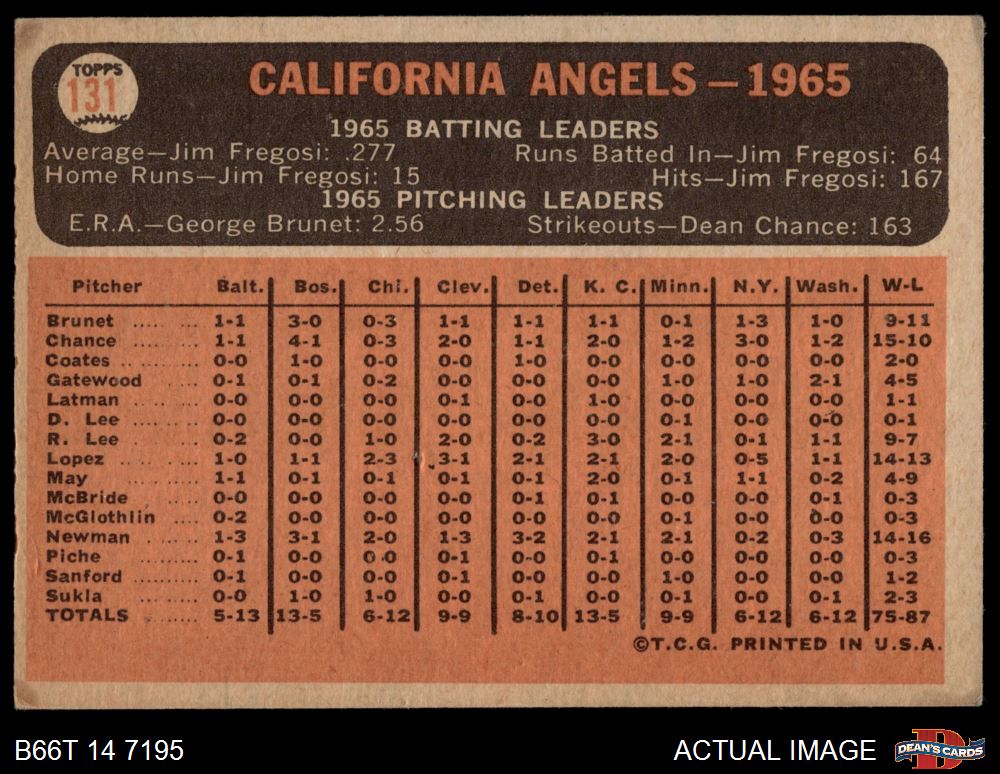 TOPPS
131
CALIFORNIA ANGELS — 1965
1965 BATTING LEADERS
Average—Jim Fregosi: .277 Runs Batted In—Jim Fregosi: 64
Home Runs—Jim Fregosi: 15 Hits—Jim Fregosi: 167
1965 PITCHING LEADERS
E.R.A.—George Brunet: 2.56 Strikeouts—Dean Chance: 163
Pitcher Balt. Bos. Chi. Clev. Det. K. C. Minn. N.Y. Wash. W-L
Brunet ..... ... 1-1 3-0 0-3 1-1 1-1 1-1 0-1 1-3 1-0 9-11
Chance ..... ... 1-1 4-1 0-3 2-0 1-1 2-0 1-2 3-0 1-2 15-10
Coates .. ........ 0-0 1-0 0-0 0-0 1-0 0-0 0-0 0-0 0-0 2-0
Gatewood ..... 0-1 0-1 0-2 0-0 0-0 0-0 1-0 1-0 2-1 4-5
Latman ..... ... 0-0 0-0 0-0 0-1 0-0 1-0 0-0 0-0 0-0 1-1
D. Lee ..... ... 0-0 0-0 0-0 0-0 0-0 0-0 0-1 0-0 0-0 0-1
R. Lee ..... ... 0-2 0-0 1-0 2-0 0-2 3-0 2-1 0-1 1-1 9-7
Lopez .. ........ 1-0 1-1 2-3 3-1 2-1 2-1 2-0 0-5 1-1 14-13
May ..... ..... 1-1 0-1 0-1 0-1 0-1 2-0 0-1 1-1 0-2 4-9
McBride ..... 0-0 0-0 0-0 0-0 0-1 0-1 0-0 0-0 0-1 0-3
McGlothlin .... 0-2 0-0 0-0 0-0 0-0 0-0 0-1 0-0 0-0 0-3
Newman ....... 1-3 3-1 2-0 1-3 3-2 2-1 2-1 0-2 0-3 14-16
Piche .......... 0-1 0-0 0-0 0-1 0-0 0-1 0-0 0-0 0-0 0-3
Sanford .......... 0-1 0-0 0-0 0-1 0-0 0-0 1-0 0-0 0-0 1-2
Sukla .......... 0-0 1-0 1-0 0-0 0-1 0-0 0-1 0-0 0-1 2-3
TOTALS 5-13 13-5 6-12 9-9 8-10 13-5 9-9 6-12 6-12 75-87
©T.C.G. PRINTED IN U.S.A.
B66T 14 7195
ACTUAL IMAGE
DEAN'S CARDS